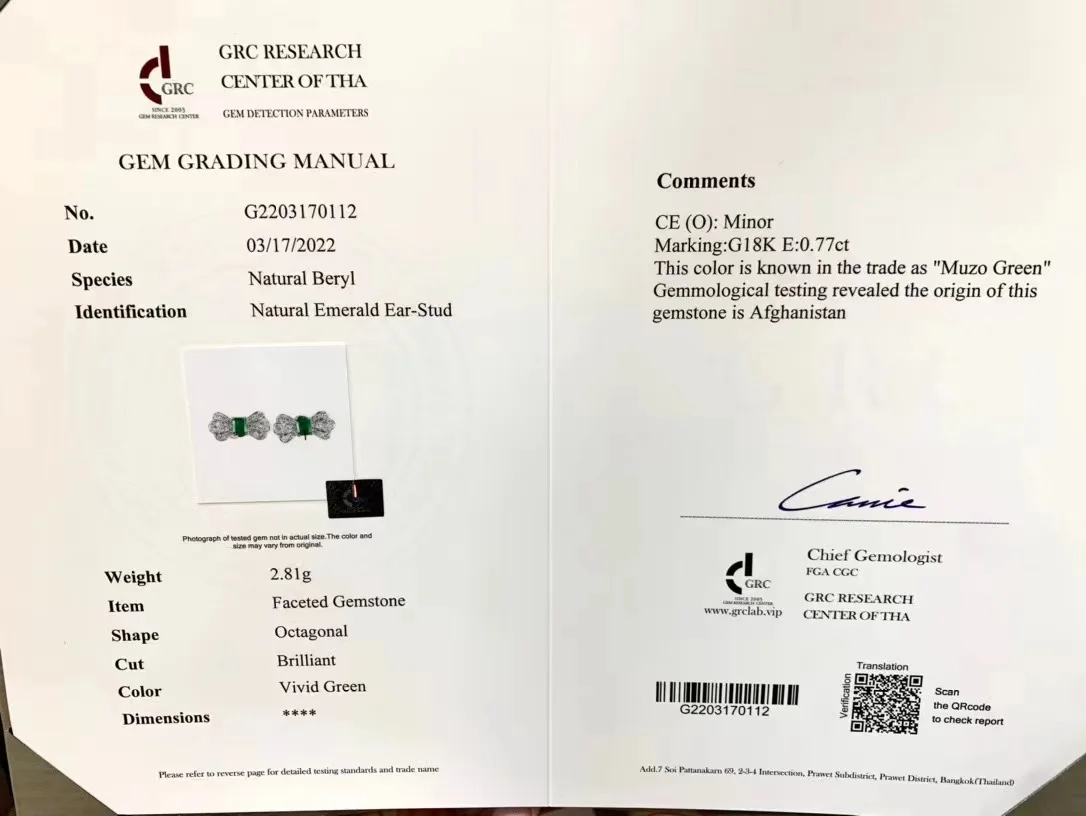 GRC RESEARCH
CENTER OF THA
GRC
SINCE 2005
GEM RESEARCH CENTER
GEM DETECTION PARAMETERS
GEM GRADING MANUAL
No. G2203170112
Date 03/17/2022
Species Natural Beryl
Identification Natural Emerald Ear-Stud
Photograph of tested gem not in actual size.The color and
size may vary from original.
Weight 2.81g
Item Faceted Gemstone
Shape Octagonal
Cut Brilliant
Color Vivid Green
Dimensions ****
Please refer to reverse page for detailed testing standards and trade name
Comments
CE (O): Minor
Marking:G18K E:0.77ct
This color is known in the trade as "Muzo Green"
Gemmological testing revealed the origin of this
gemstone is Afghanistan
Canie
GRC
SINCE 2005
GEM RESEARCH CENTER
www.grclab.vip
Chief Gemologist
FGA CGC
GRC RESEARCH
CENTER OF THA
G2203170112
Translation
Verification
Scan
the QRcode
to check report
Add.7 Soi Pattanakarn 69, 2-3-4 Intersection, Prawet Subdistrict, Prawet District, Bangkok(Thailand)